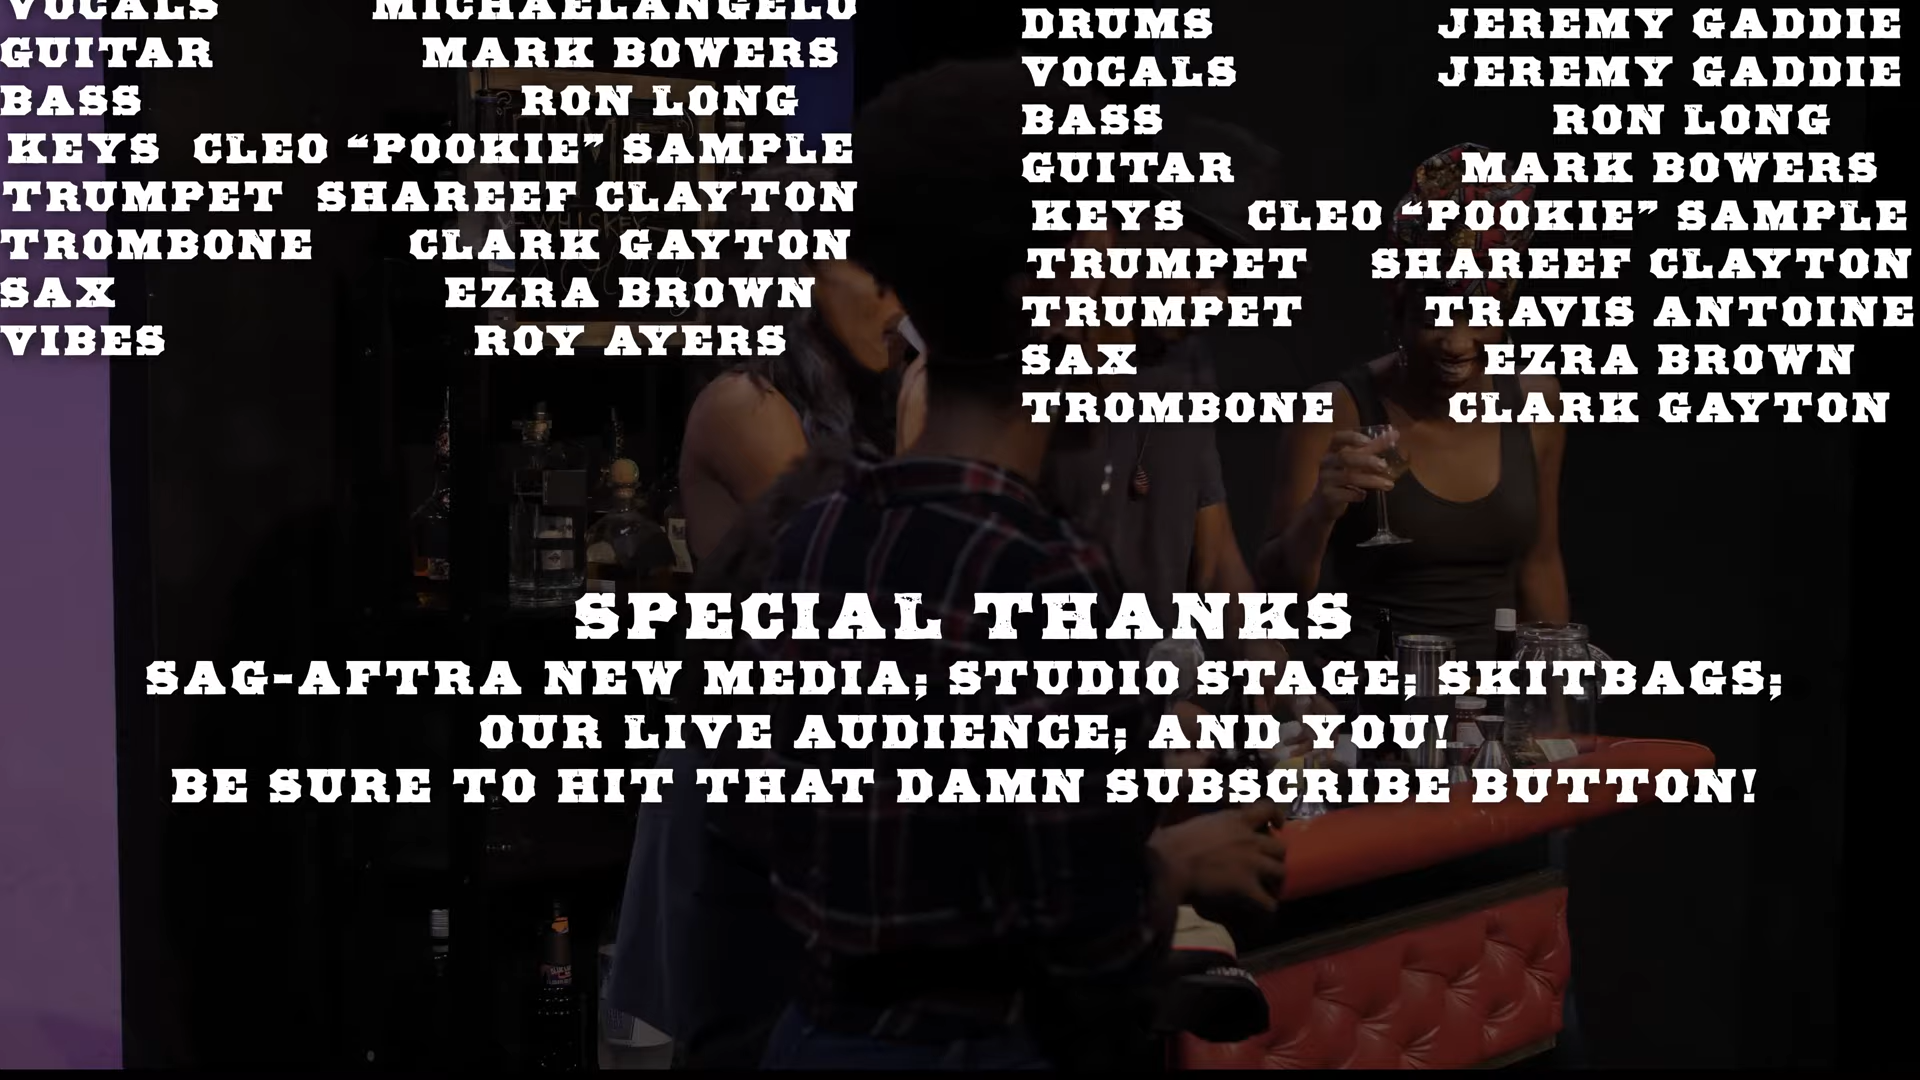 VOCALS MICHAELANGELO
GUITAR MARK BOWERS
BASS RON LONG
KEYS CLEO “POOKIE” SAMPLE
TRUMPET SHAREEF CLAYTON
TROMBONE CLARK GAYTON
SAX EZRA BROWN
VIBES ROY AYERS
DRUMS JEREMY GADDIE
VOCALS JEREMY GADDIE
BASS RON LONG
GUITAR MARK BOWERS
KEYS CLEO “POOKIE” SAMPLE
TRUMPET SHAREEF CLAYTON
TRUMPET TRAVIS ANTOINE
SAX EZRA BROWN
TROMBONE CLARK GAYTON
WHISKEY
SPECIAL THANKS
SAG-AFTRA NEW MEDIA; STUDIO STAGE; SKITBAGS;
OUR LIVE AUDIENCE; AND YOU!
BE SURE TO HIT THAT DAMN SUBSCRIBE BUTTON!